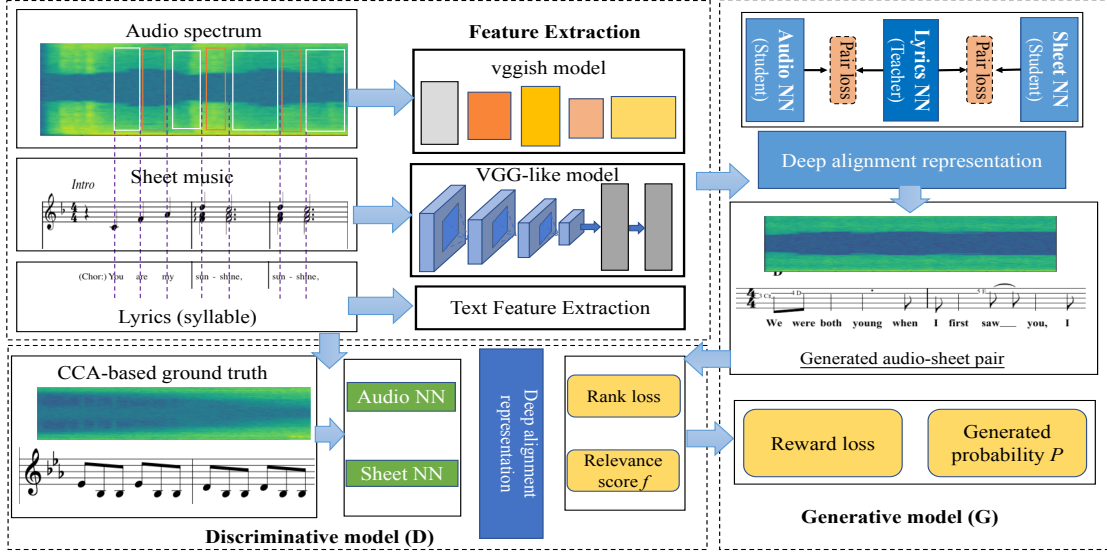 Audio spectrum
Feature Extraction
vggish model
Sheet music
Intro
VGG-like model
(Chor:) You are my sun - shine, sun - shine,
Lyrics (syllable)
Text Feature Extraction
Audio NN
(Student)
Pair loss
Lyrics NN
(Teacher)
Pair loss
Sheet NN
(Student)
Deep alignment representation
D
We were both young when I first saw___ you, I
Generated audio-sheet pair
CCA-based ground truth
Audio NN
Sheet NN
Deep alignment
representation
Rank loss
Relevance
score f
Discriminative model (D)
Reward loss
Generated
probability P
Generative model (G)